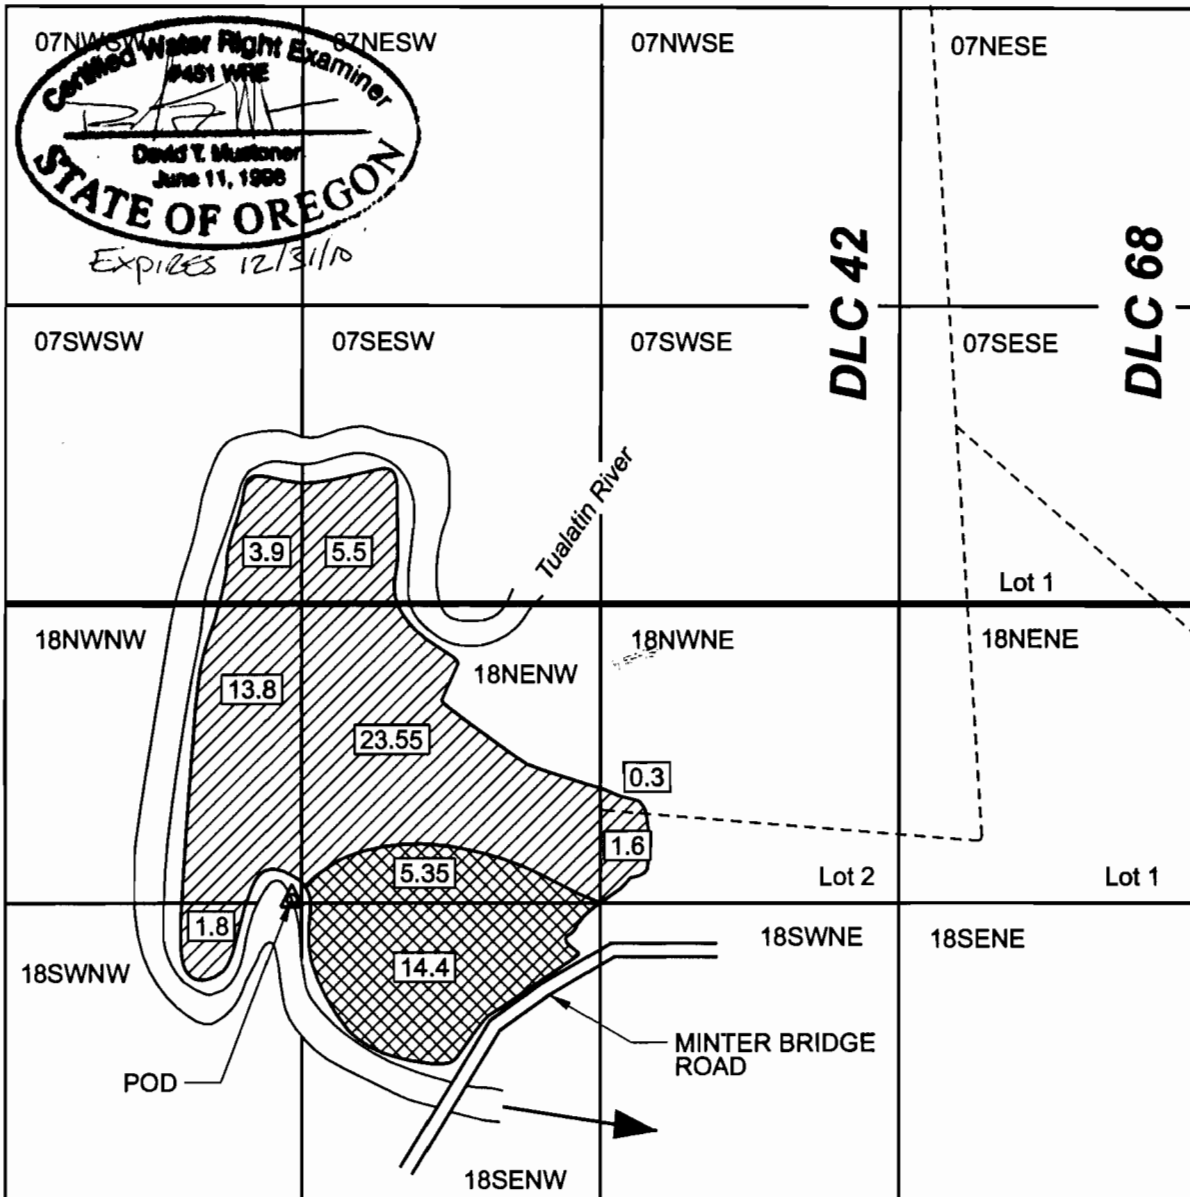 07NWSW
07NESW
07NWSE
07NESE
Certified Water Right Examiner
#451 WRE
David T. Mustoner
June 11, 1998
STATE OF OREGON
EXPIRES 12/31/10
DLC 42
DLC 68
07SWSW
07SESW
07SWSE
07SESE
Tualatin River
3.9
5.5
Lot 1
18NWNW
18NENW
18NWNE
18NENE
13.8
23.55
0.3
1.6
5.35
Lot 2
Lot 1
1.8
18SWNW
14.4
18SWNE
18SENE
MINTER BRIDGE
ROAD
POD
18SENW